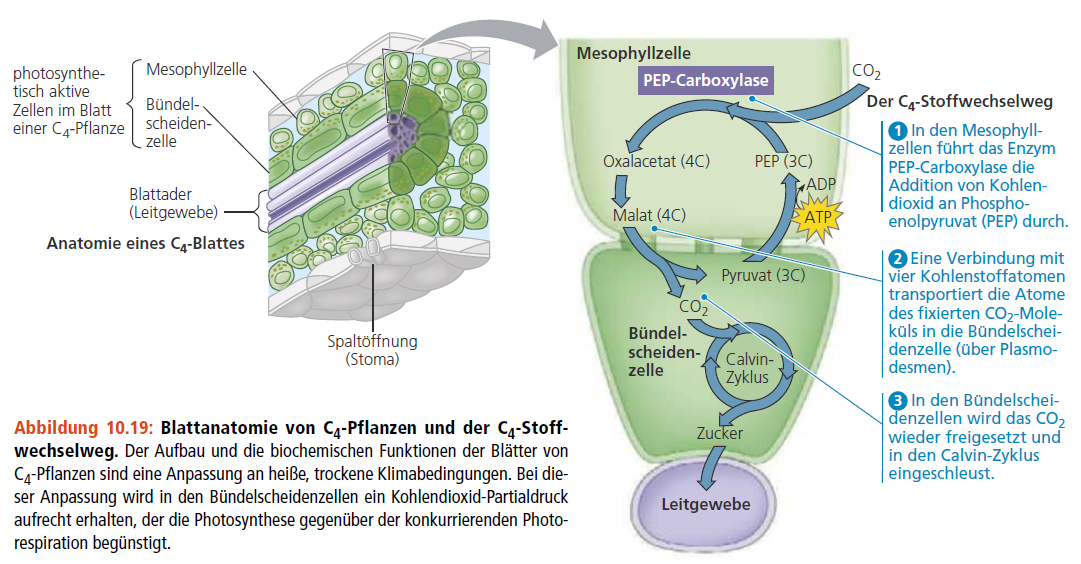 photosynthe-
tisch aktive
Zellen im Blatt
einer C₄-Pflanze
Mesophyllzelle
Bündel-
scheiden-
zelle
Blattader
(Leitgewebe)
Anatomie eines C₄-Blattes
Spaltöffnung
(Stoma)
Mesophyllzelle
PEP-Carboxylase
CO₂
Oxalacetat (4C)
PEP (3C)
ADP
ATP
Malat (4C)
Pyruvat (3C)
CO₂
Bündel-
scheiden-
zelle
Calvin-
Zyklus
Zucker
Leitgewebe
Der C₄-Stoffwechselweg
1 In den Mesophyll-
zellen führt das Enzym
PEP-Carboxylase die
Addition von Kohlen-
dioxid an Phospho-
enolpyruvat (PEP) durch.
2 Eine Verbindung mit
vier Kohlenstoffatomen
transportiert die Atome
des fixierten CO₂-Mole-
küls in die Bündelschei-
denzelle (über Plasmo-
desmen).
3 In den Bündelschei-
denzellen wird das CO₂
wieder freigesetzt und
in den Calvin-Zyklus
eingeschleust.
Abbildung 10.19: Blattanatomie von C₄-Pflanzen und der C₄-Stoff-
wechselweg. Der Aufbau und die biochemischen Funktionen der Blätter von
C₄-Pflanzen sind eine Anpassung an heiße, trockene Klimabedingungen. Bei die-
ser Anpassung wird in den Bündelscheidenzellen ein Kohlendioxid-Partialdruck
aufrecht erhalten, der die Photosynthese gegenüber der konkurrierenden Photo-
respiration begünstigt.